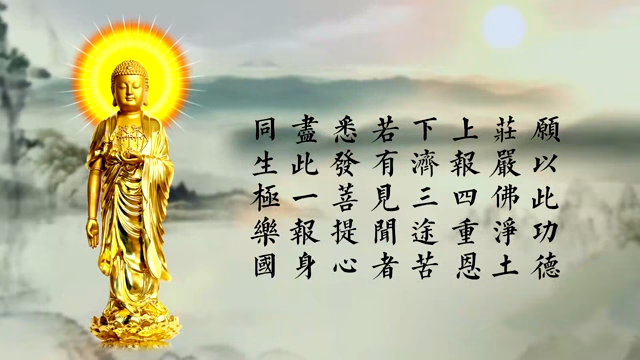 願以此功德
莊嚴佛淨土
上報四重恩
下濟三途苦
若有見聞者
悉發菩提心
盡此一報身
同生極樂國